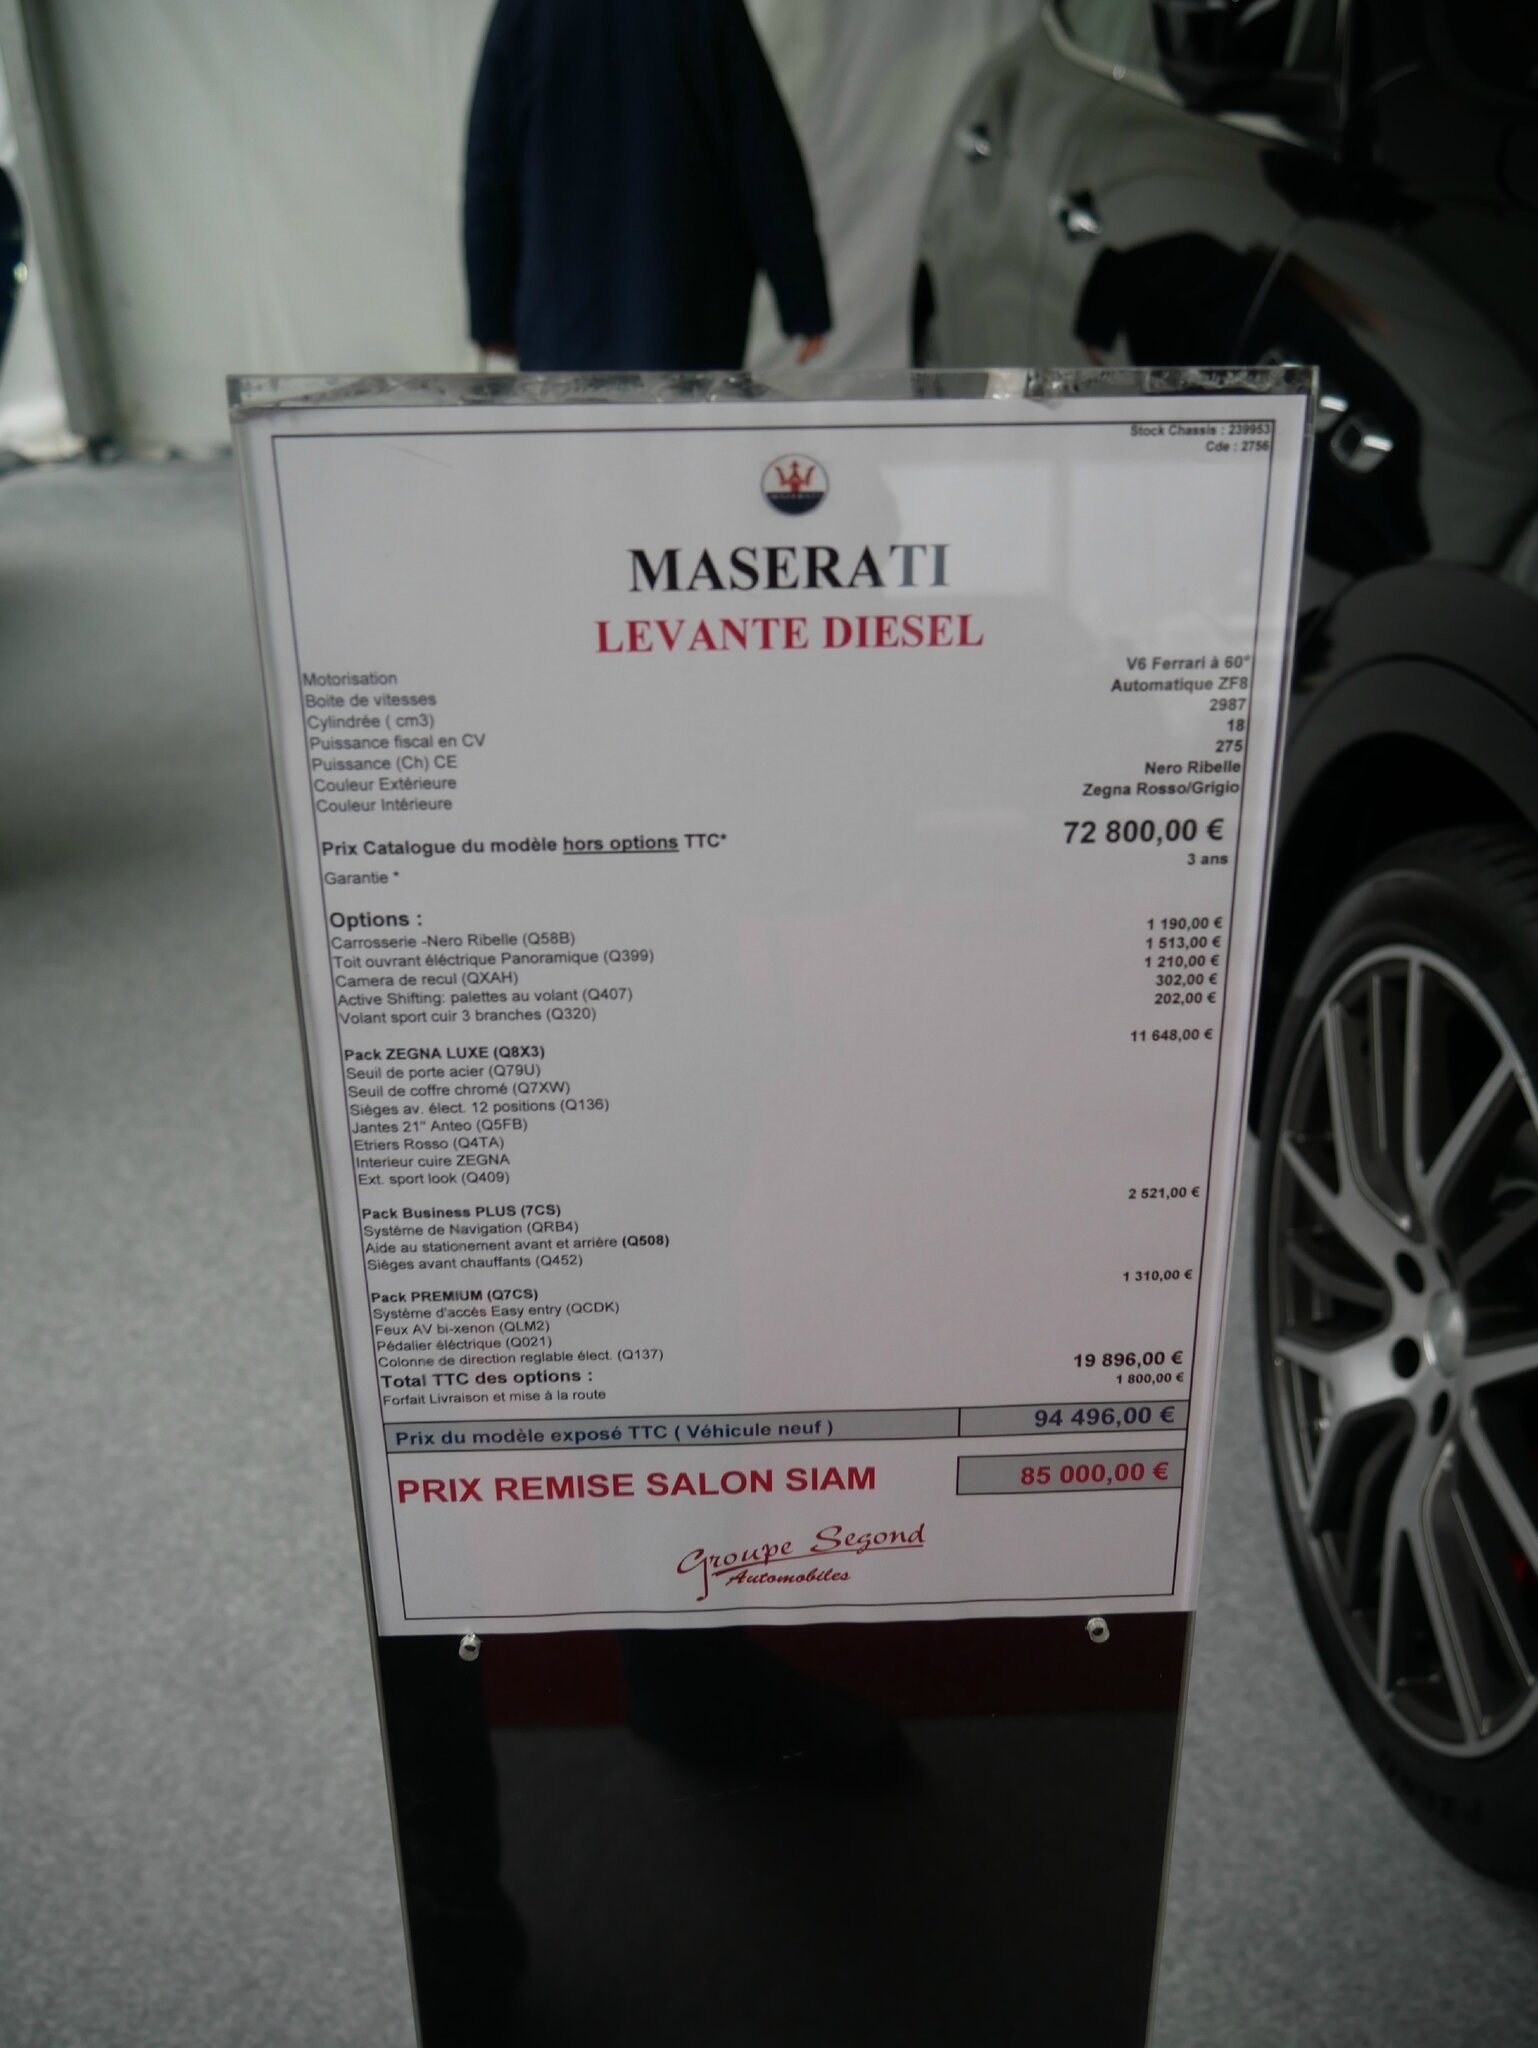 Stock Chassis : 239953
Cde : 2756
MASERATI
MASERATI
LEVANTE DIESEL
Motorisation V6 Ferrari à 60°
Boite de vitesses Automatique ZF8
Cylindrée ( cm3) 2987
Puissance fiscal en CV 18
Puissance (Ch) CE 275
Couleur Extérieure Nero Ribelle
Couleur Intérieure Zegna Rosso/Grigio
Prix Catalogue du modèle hors options TTC* 72 800,00 €
Garantie * 3 ans
Options :
Carrosserie -Nero Ribelle (Q58B) 1 190,00 €
Toit ouvrant éléctrique Panoramique (Q399) 1 513,00 €
Camera de recul (QXAH) 1 210,00 €
Active Shifting: palettes au volant (Q407) 302,00 €
Volant sport cuir 3 branches (Q320) 202,00 €
Pack ZEGNA LUXE (Q8X3) 11 648,00 €
Seuil de porte acier (Q79U)
Seuil de coffre chromé (Q7XW)
Sièges av. élect. 12 positions (Q136)
Jantes 21" Anteo (Q5FB)
Etriers Rosso (Q4TA)
Interieur cuire ZEGNA
Ext. sport look (Q409)
Pack Business PLUS (7CS) 2 521,00 €
Système de Navigation (QRB4)
Aide au stationement avant et arrière (Q508)
Sièges avant chauffants (Q452)
Pack PREMIUM (Q7CS) 1 310,00 €
Système d'accès Easy entry (QCDK)
Feux AV bi-xenon (QLM2)
Pédalier éléctrique (Q021)
Colonne de direction reglable élect. (Q137)
Total TTC des options : 19 896,00 €
Forfait Livraison et mise à la route 1 800,00 €
Prix du modèle exposé TTC ( Véhicule neuf ) 94 496,00 €
PRIX REMISE SALON SIAM 85 000,00 €
Groupe Segond
Automobiles